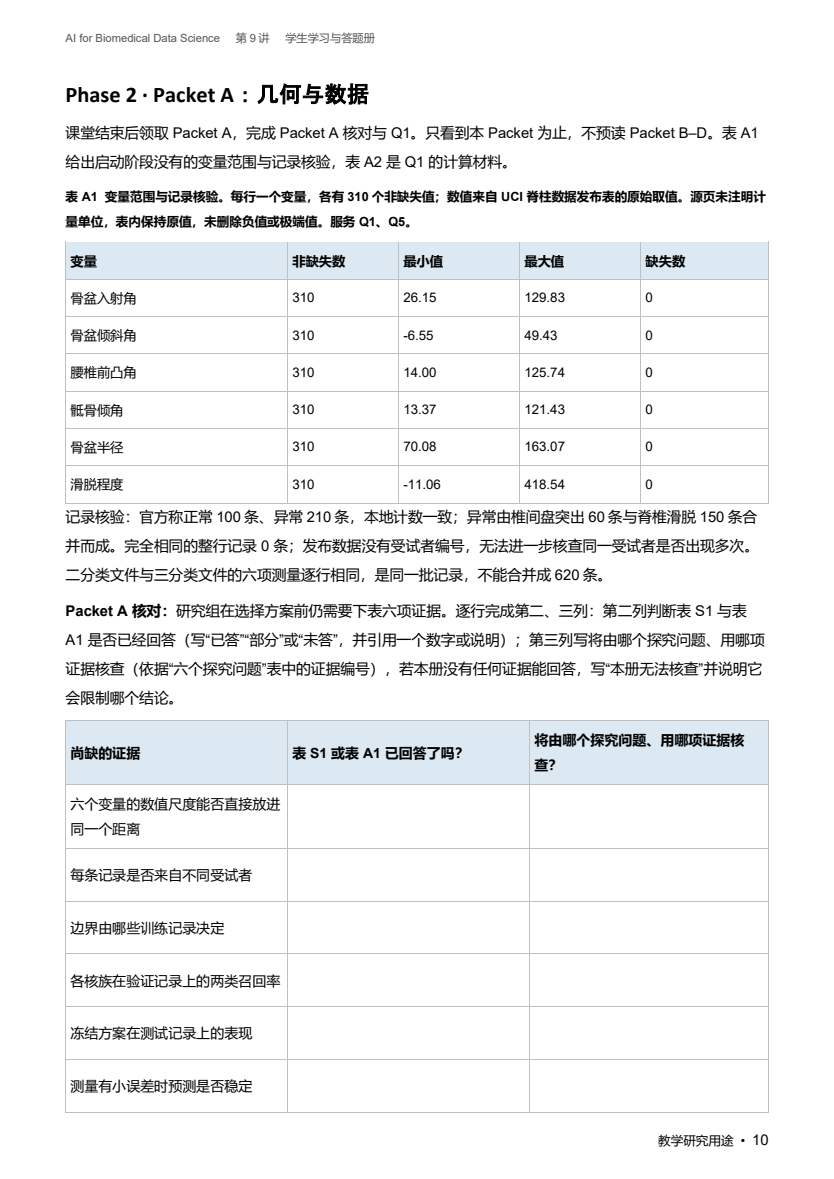 AI for Biomedical Data Science 第 9 讲 学生学习与答题册
Phase 2 · Packet A：几何与数据
课堂结束后领取 Packet A，完成 Packet A 核对与 Q1。只看到本 Packet 为止，不预读 Packet B–D。表 A1
给出启动阶段没有的变量范围与记录核验，表 A2 是 Q1 的计算材料。
表 A1 变量范围与记录核验。每行一个变量，各有 310 个非缺失值；数值来自 UCI 脊柱数据发布表的原始取值。源页未注明计
量单位，表内保持原值，未删除负值或极端值。服务 Q1、Q5。
变量 非缺失数 最小值 最大值 缺失数
骨盆入射角 310 26.15 129.83 0
骨盆倾斜角 310 -6.55 49.43 0
腰椎前凸角 310 14.00 125.74 0
骶骨倾角 310 13.37 121.43 0
骨盆半径 310 70.08 163.07 0
滑脱程度 310 -11.06 418.54 0
记录核验：官方称正常 100 条、异常 210 条，本地计数一致；异常由椎间盘突出 60 条与脊椎滑脱 150 条合
并而成。完全相同的整行记录 0 条；发布数据没有受试者编号，无法进一步核查同一受试者是否出现多次。
二分类文件与三分类文件的六项测量逐行相同，是同一批记录，不能合并成 620 条。
Packet A 核对：研究组在选择方案前仍需要下表六项证据。逐行完成第二、三列：第二列判断表 S1 与表
A1 是否已经回答（写“已答”“部分”或“未答”，并引用一个数字或说明）；第三列写将由哪个探究问题、用哪项
证据核查（依据“六个探究问题”表中的证据编号），若本册没有任何证据能回答，写“本册无法核查”并说明它
会限制哪个结论。
尚缺的证据 表 S1 或表 A1 已回答了吗？ 将由哪个探究问题、用哪项证据核
查？
六个变量的数值尺度能否直接放进
同一个距离
每条记录是否来自不同受试者
边界由哪些训练记录决定
各核族在验证记录上的两类召回率
冻结方案在测试记录上的表现
测量有小误差时预测是否稳定
教学研究用途 • 10